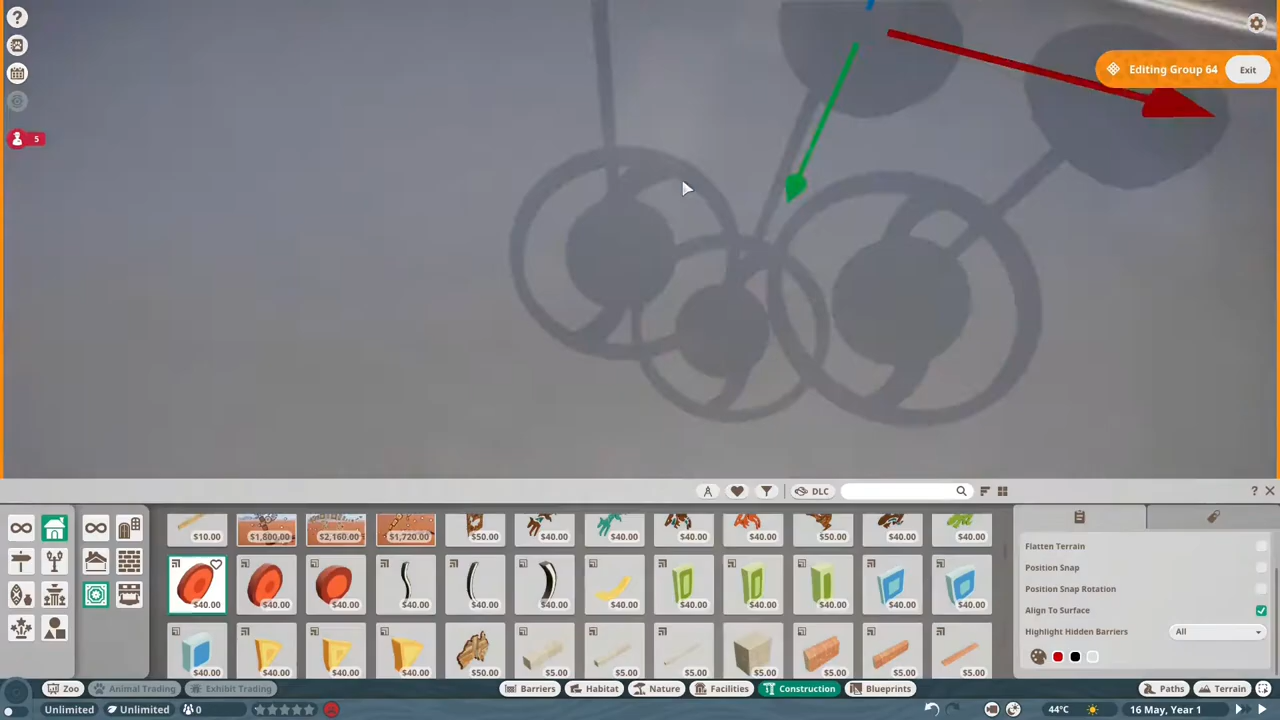 ?
Editing Group 64
Exit
5
DLC
?
$10.00 $1,800.00 $2,160.00 $1,720.00 $50.00 $40.00 $40.00 $40.00 $40.00 $50.00 $40.00 $40.00
$40.00 $40.00 $40.00 $40.00 $40.00 $40.00 $40.00 $40.00 $40.00 $40.00 $40.00 $40.00
$40.00 $40.00 $40.00 $40.00 $50.00 $5.00 $5.00 $5.00 $5.00 $5.00 $5.00 $5.00
Flatten Terrain
Position Snap
Position Snap Rotation
Align To Surface
Highlight Hidden Barriers All
Zoo Animal Trading Exhibit Trading Barriers Habitat Nature Facilities Construction Blueprints Paths Terrain
Unlimited Unlimited 0 44°C 16 May, Year 1